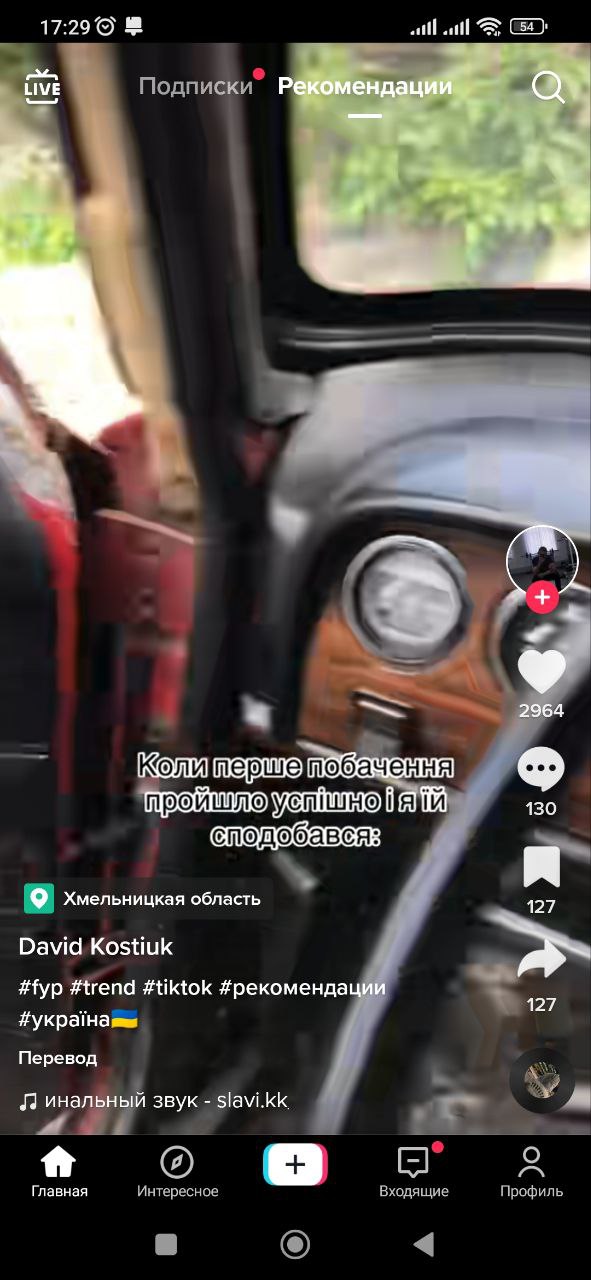 17:29
54
LIVE
Подписки
Рекомендации
2964
130
127
127
Коли перше побачення
пройшло успішно і я їй
сподобався:
Хмельницкая область
David Kostiuk
#fyp #trend #tiktok #рекомендации
#україна🇺🇦
Перевод
инальный звук - slavi.kk
Главная
Интересное
Входящие
Профиль